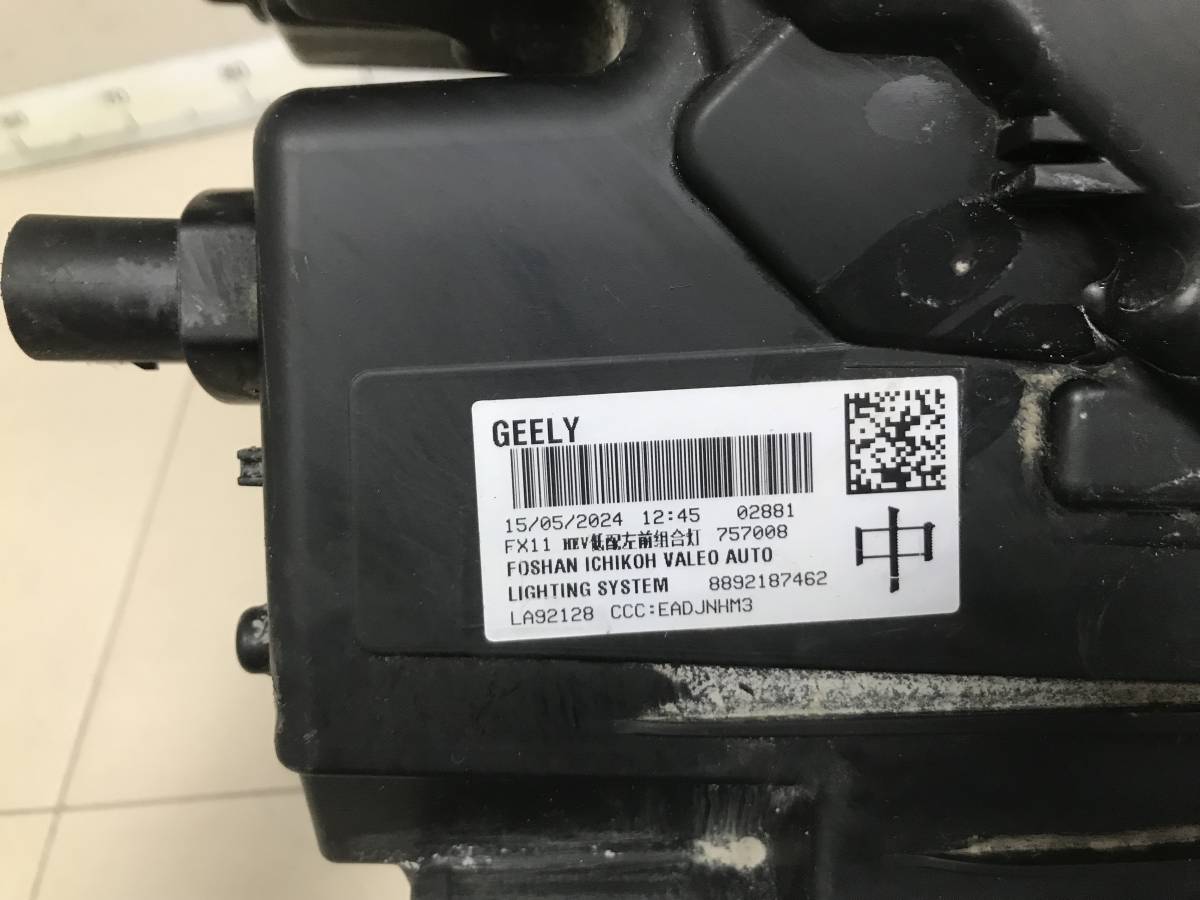 GEELY
15/05/2024 12:45 02881
FX11 HEV低配左前组合灯 757008
FOSHAN ICHIKOH VALEO AUTO
LIGHTING SYSTEM 8892187462
LA92128 CCC:EADJNHM3
中